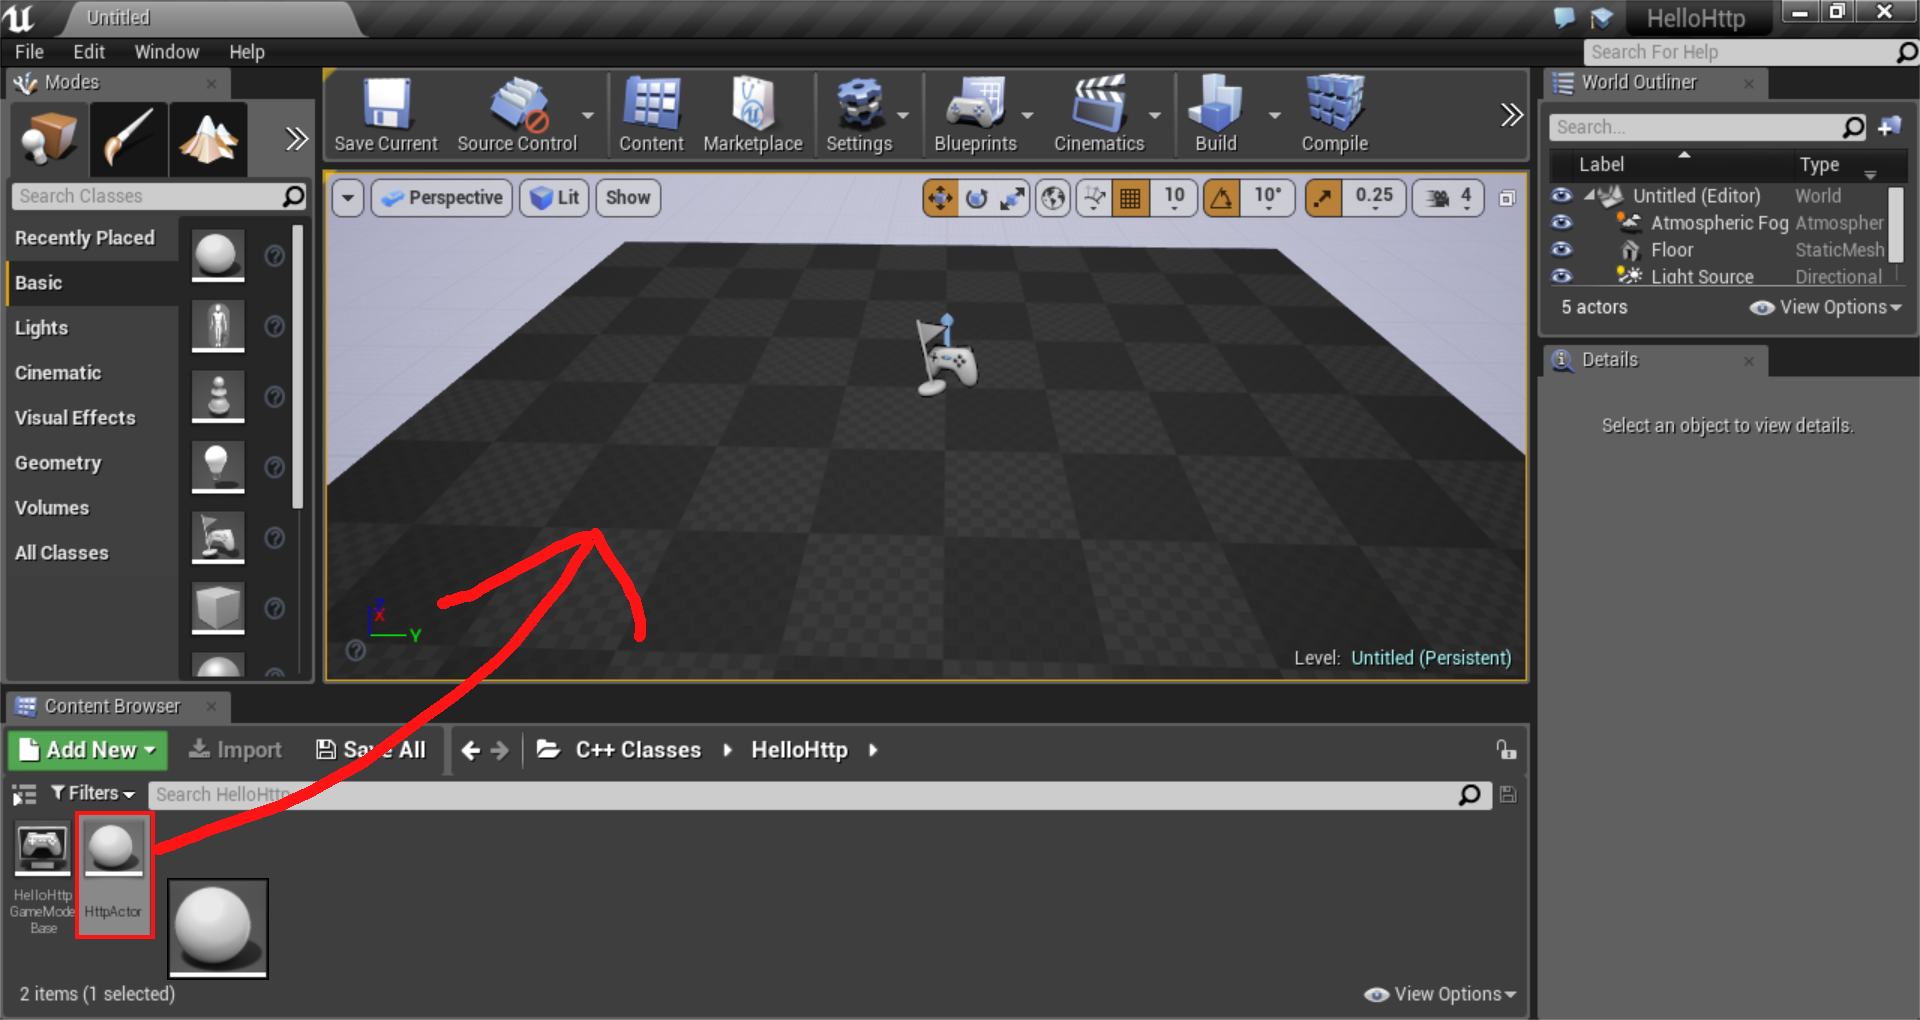 Untitled
HelloHttp
File Edit Window Help
Search For Help
Modes
Search Classes
Recently Placed
Basic
Lights
Cinematic
Visual Effects
Geometry
Volumes
All Classes
Save Current Source Control Content Marketplace Settings Blueprints Cinematics Build Compile
Perspective Lit Show
10 10° 0.25 4
Z
X
Y
Level: Untitled (Persistent)
World Outliner
Search...
Label Type
Untitled (Editor) World
Atmospheric Fog Atmospher
Floor StaticMesh
Light Source Directional
5 actors View Options
Details
Select an object to view details.
Content Browser
Add New Import Save All C++ Classes HelloHttp
Filters Search HelloHttp
HelloHttp
GameMode
Base
HttpActor
2 items (1 selected) View Options